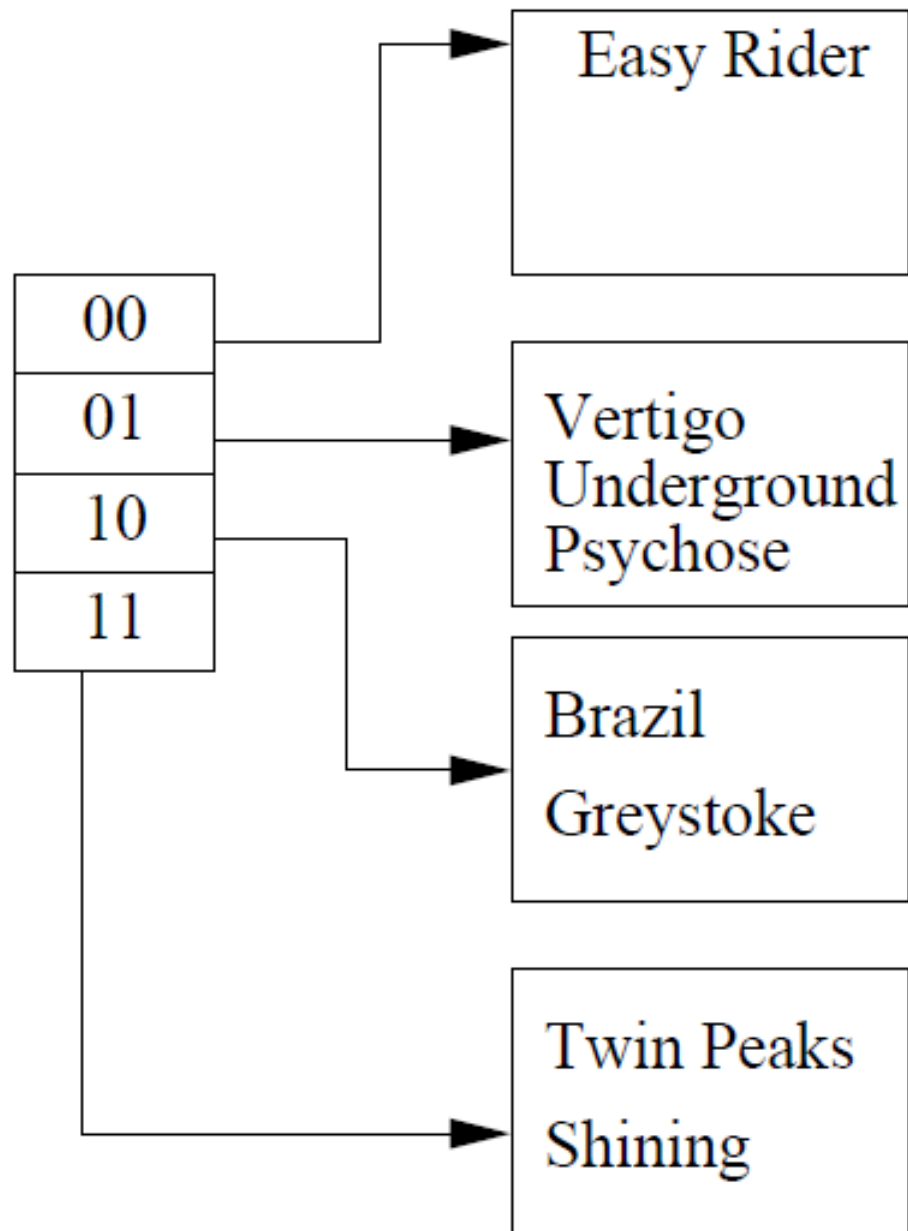 00
01
10
11
Easy Rider
Vertigo
Underground
Psychose
Brazil
Greystoke
Twin Peaks
Shining